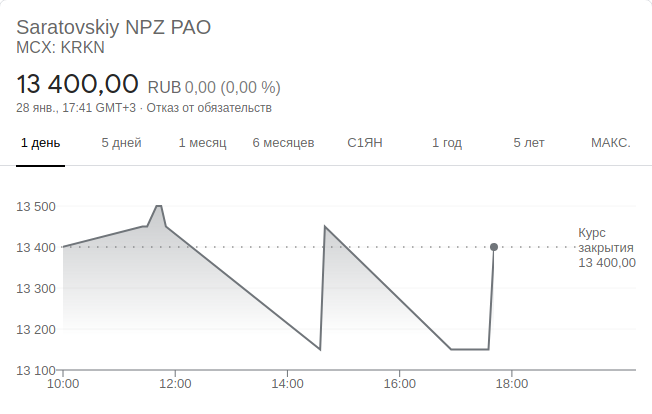 Saratovskiy NPZ PAO
MCX: KRKN
13 400,00 RUB 0,00 (0,00 %)
28 янв., 17:41 GMT+3 · Отказ от обязательств
1 день 5 дней 1 месяц 6 месяцев С1ЯН 1 год 5 лет МАКС.
13 500
13 400
13 300
13 200
13 100
Курс
закрытия
13 400,00
10:00 12:00 14:00 16:00 18:00